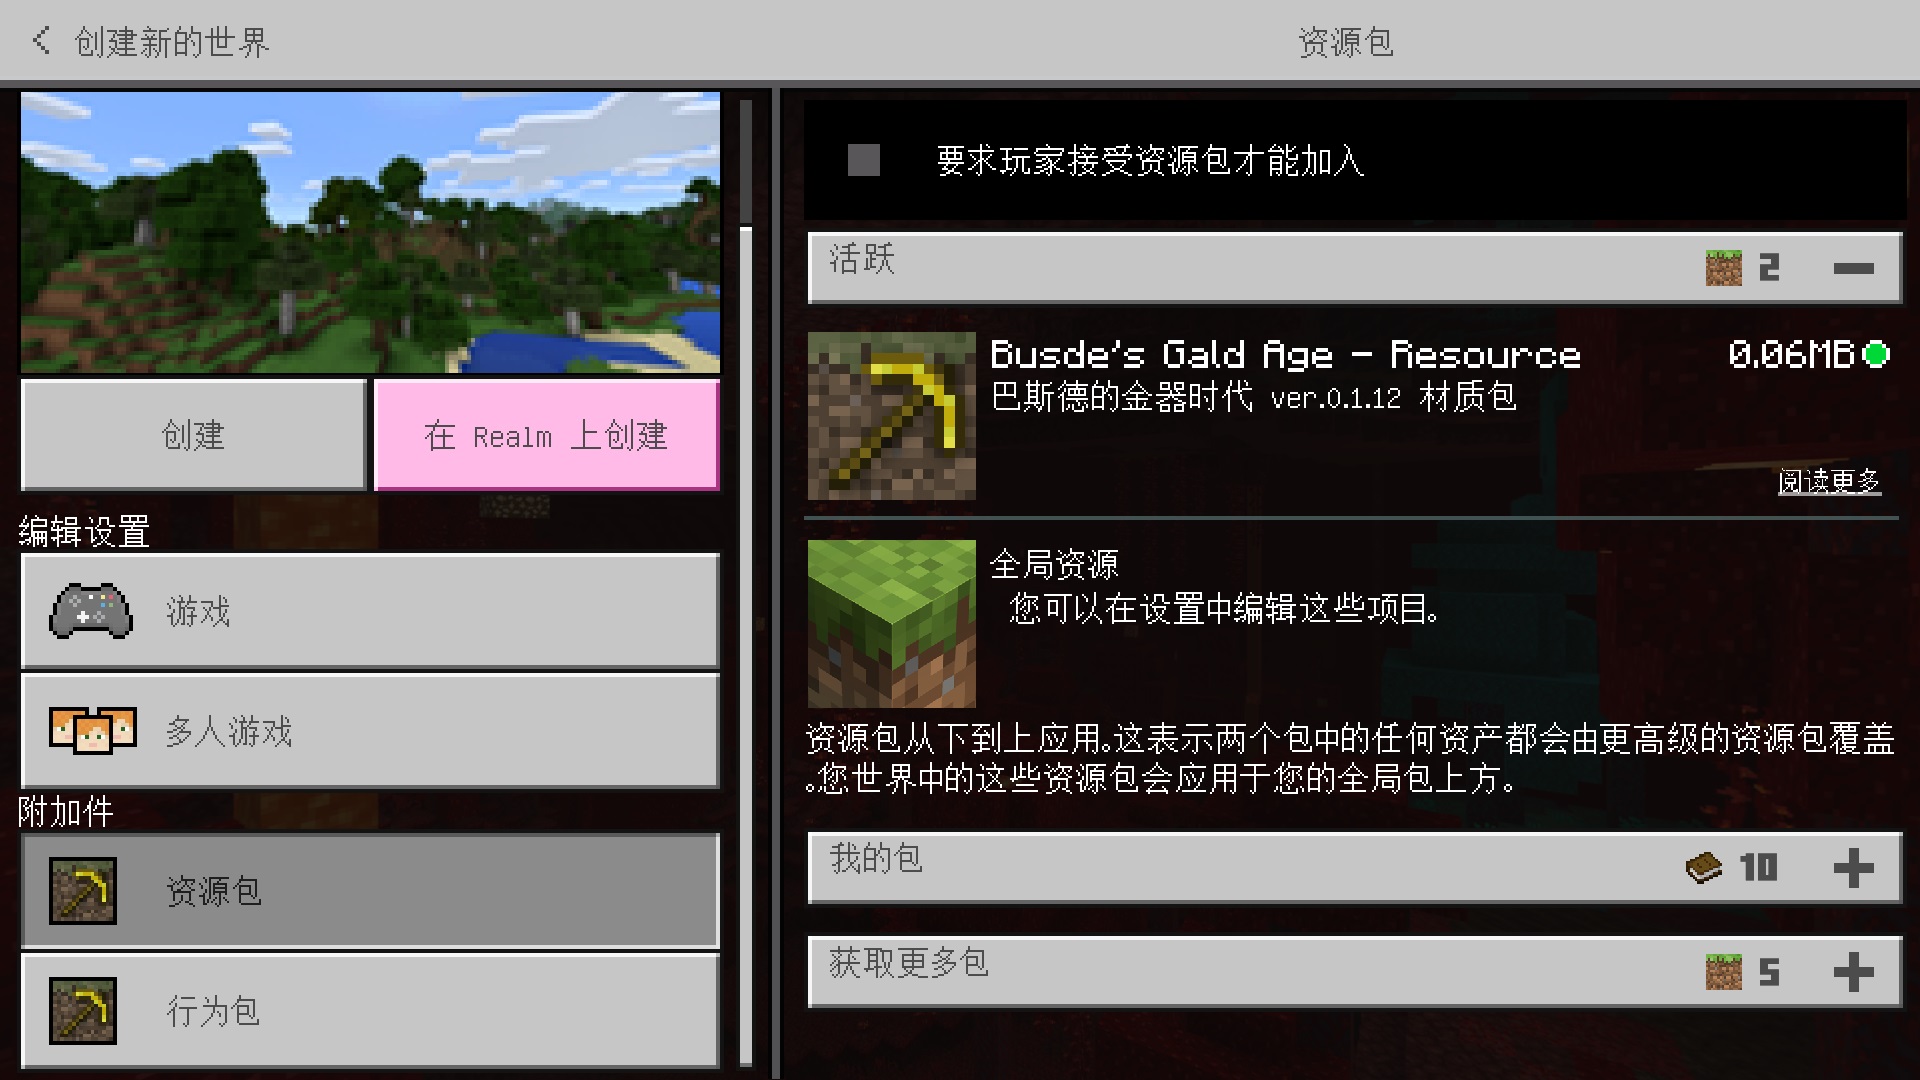 创建新的世界
资源包
创建
在 Realm 上创建
编辑设置
游戏
多人游戏
附加件
资源包
行为包
要求玩家接受资源包才能加入
活跃
2
Busde's Gald Age - Resource
0.06MB
巴斯德的金器时代 ver.0.1.12 材质包
阅读更多
全局资源
您可以在设置中编辑这些项目。
资源包从下到上应用。这表示两个包中的任何资产都会由更高级的资源包覆盖
。您世界中的这些资源包会应用于您的全局包上方。
我的包
10
获取更多包
5